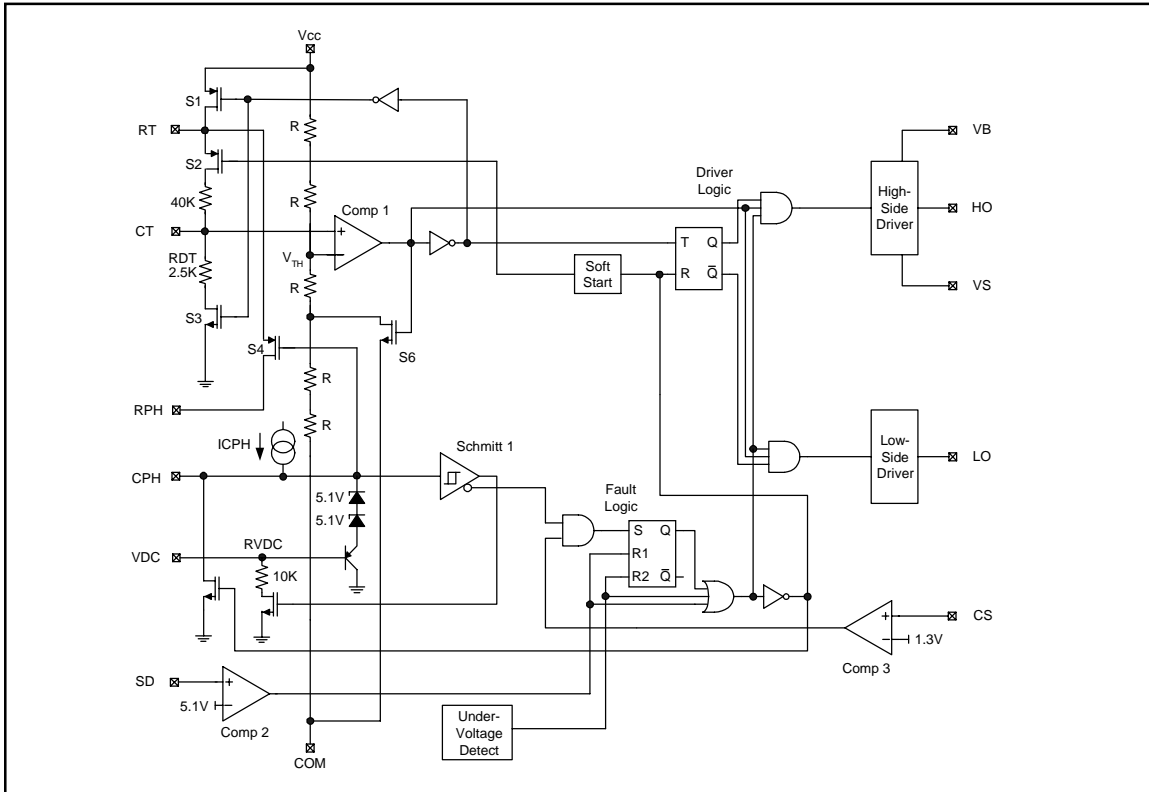 Vcc
S1
RT
R
VB
S2
Driver
Logic
High-
Side
Driver
40K
R
Comp 1
HO
CT
+
T Q
RDT
2.5K
VTH
−
Soft
Start
R Q̅
R
VS
S3
S4
S6
R
RPH
R
ICPH
Schmitt 1
Low-
Side
Driver
LO
CPH
5.1V
Fault
Logic
5.1V
S Q
VDC
RVDC
R1
10K
R2 Q̅
+
CS
−
1.3V
Comp 3
SD
+
5.1V
−
Comp 2
Under-
Voltage
Detect
COM